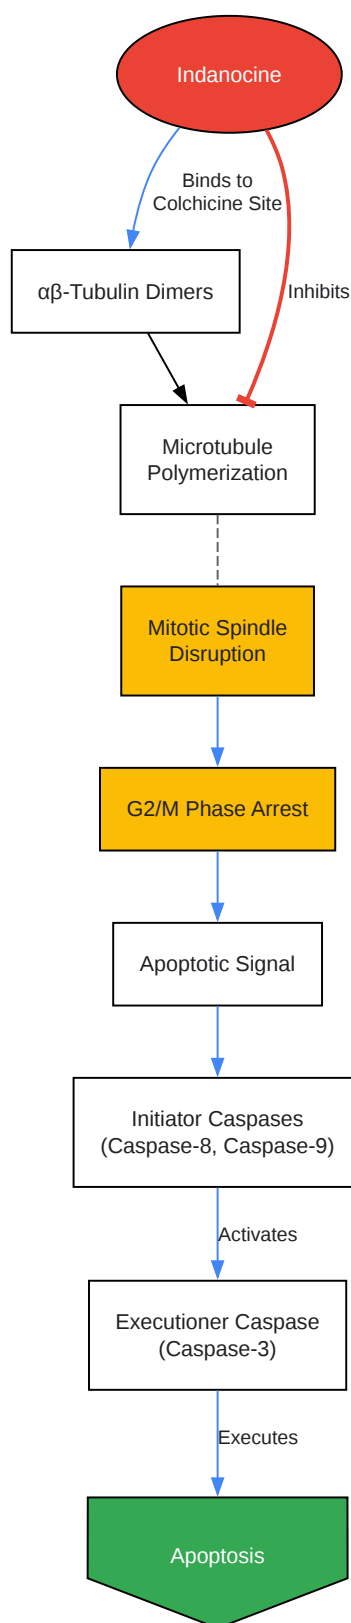 Indanocine
Binds to
Colchicine Site
αβ-Tubulin Dimers
Inhibits
Microtubule
Polymerization
Mitotic Spindle
Disruption
G2/M Phase Arrest
Apoptotic Signal
Initiator Caspases
(Caspase-8, Caspase-9)
Activates
Executioner Caspase
(Caspase-3)
Executes
Apoptosis